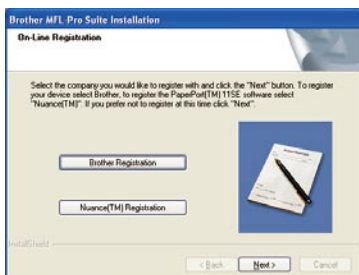 Brother MFL-Pro Suite Installation
On-Line Registration
Select the company you would like to register with and click the "Next" button. To register
your device select Brother, to register the PaperPort(TM) 11SE software select
"Nuance(TM)". If you prefer not to register at this time click "Next".
Brother Registration
Nuance(TM) Registration
InstallShield
< Back
Next >
Cancel